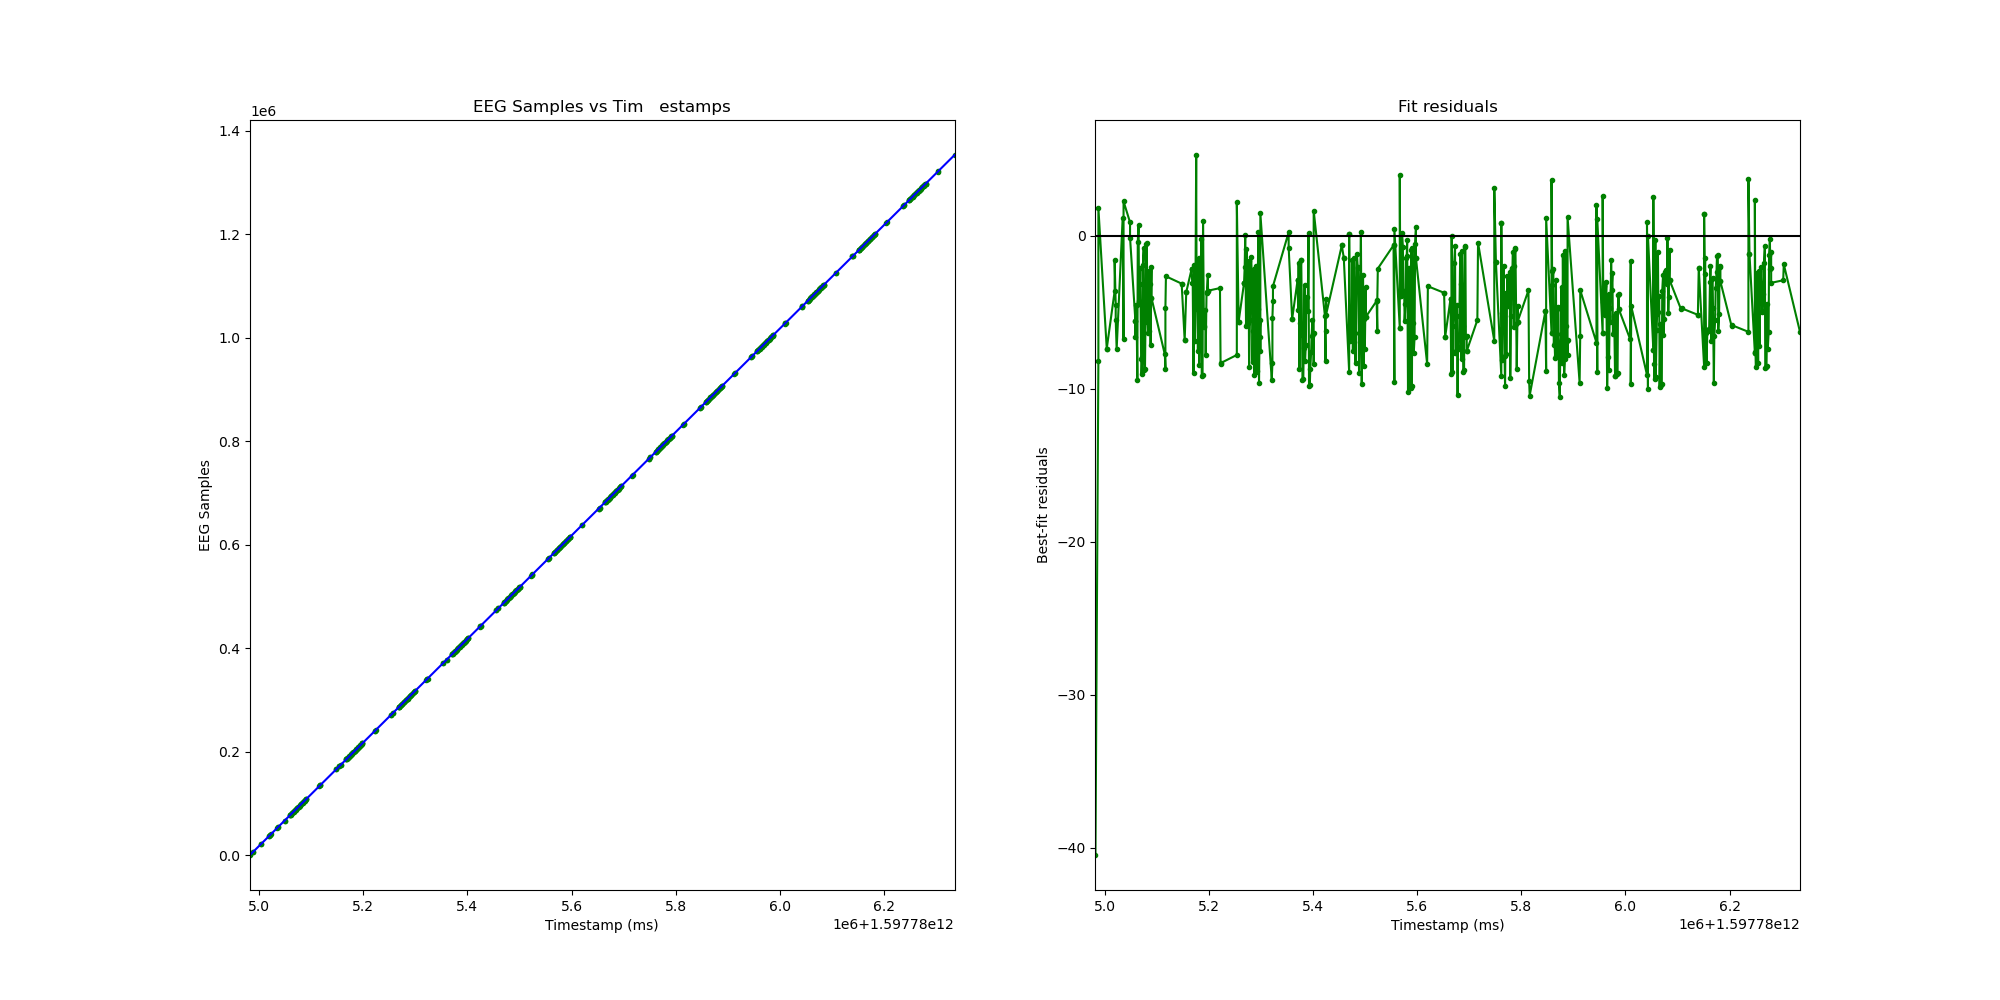 EEG Samples vs Tim   estamps
1e6
1.4
1.2
1.0
0.8
0.6
0.4
0.2
0.0
EEG Samples
5.0 5.2 5.4 5.6 5.8 6.0 6.2
Timestamp (ms)
1e6+1.59778e12
Fit residuals
0
−10
−20
−30
−40
Best-fit residuals
5.0 5.2 5.4 5.6 5.8 6.0 6.2
Timestamp (ms)
1e6+1.59778e12